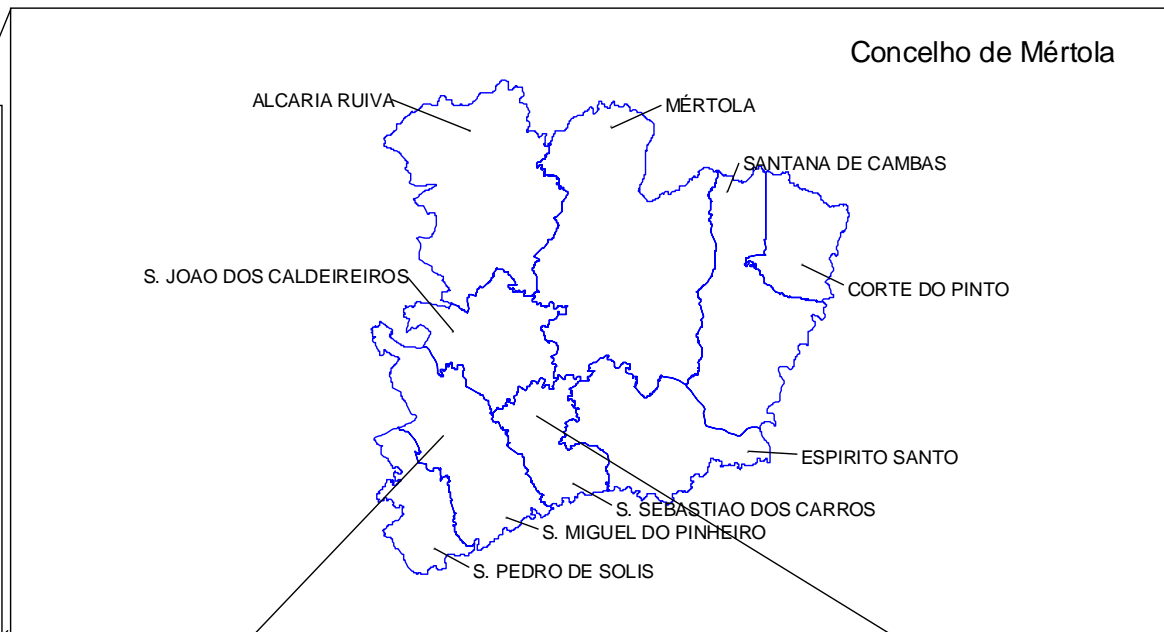 Concelho de Mértola
ALCARIA RUIVA
MÉRTOLA
SANTANA DE CAMBAS
S. JOAO DOS CALDEIREIROS
CORTE DO PINTO
ESPIRITO SANTO
S. SEBASTIAO DOS CARROS
S. MIGUEL DO PINHEIRO
S. PEDRO DE SOLIS